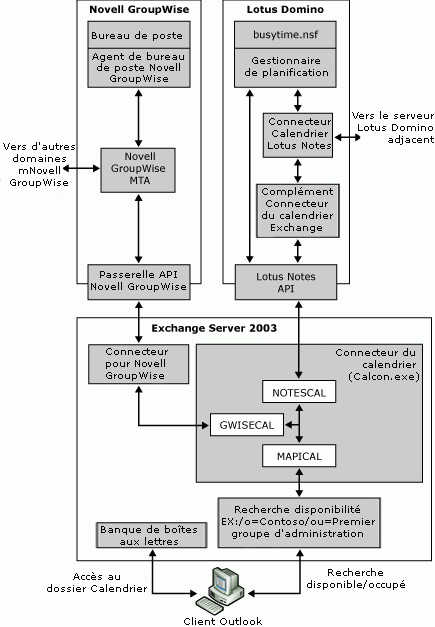 Novell GroupWise
Bureau de poste
Agent de bureau
de poste Novell
GroupWise
Vers d'autres
domaines
mNovell
GroupWise
Novell
GroupWise
MTA
Passerelle API
Novell GroupWise
Lotus Domino
busytime.nsf
Gestionnaire
de planification
Connecteur
Calendrier
Lotus Notes
Vers le serveur
Lotus Domino
adjacent
Complément
Connecteur
du calendrier
Exchange
Lotus Notes
API
Exchange Server 2003
Connecteur
pour Novell
GroupWise
Connecteur du
calendrier
(Calcon.exe)
NOTESCAL
GWISECAL
MAPICAL
Recherche disponibilité
EX:/o=Contoso/ou=Premier
groupe d'administration
Banque de boîtes
aux lettres
Accès au
dossier Calendrier
Recherche
disponible/occupé
Client Outlook